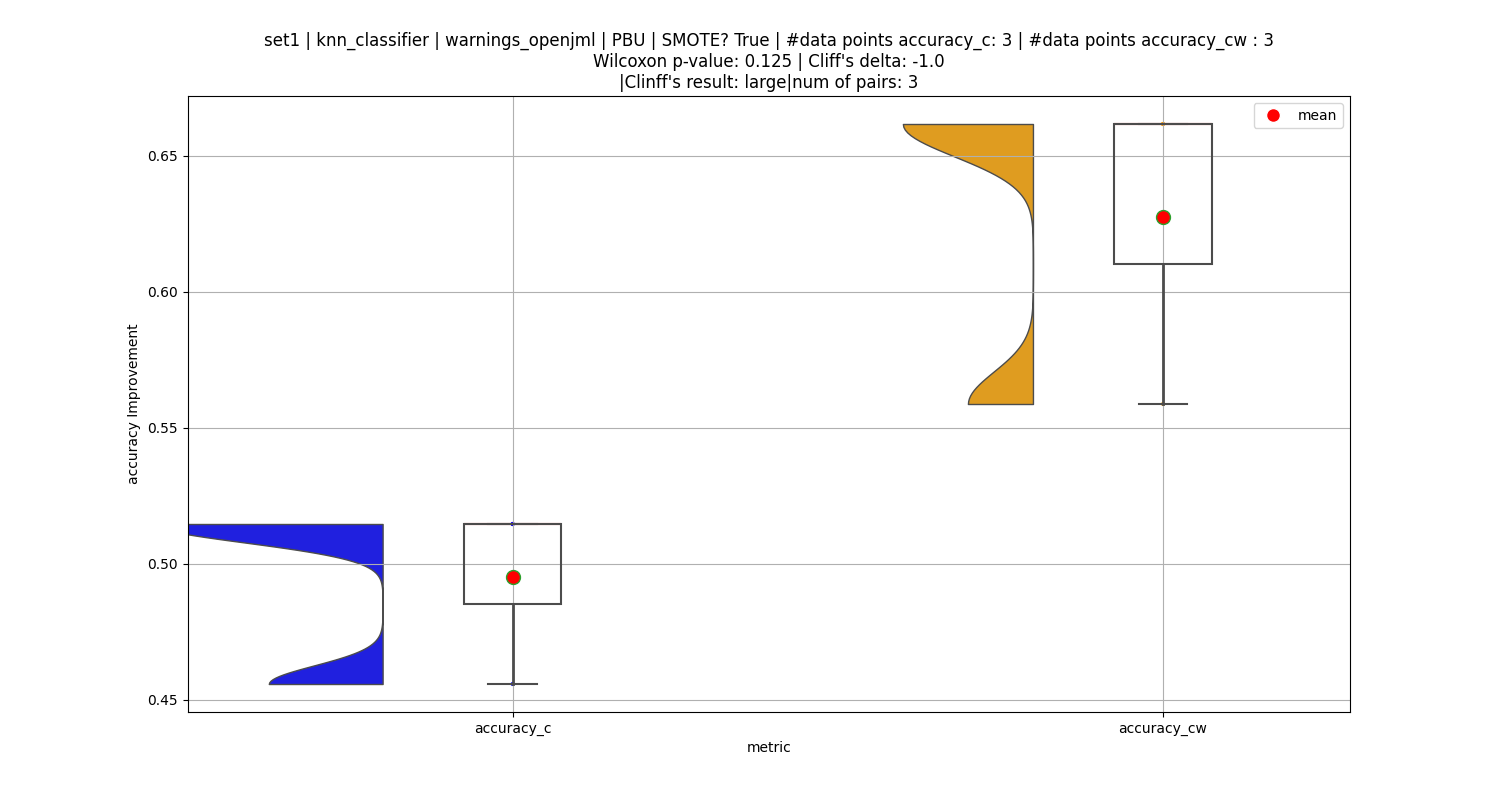 set1 | knn_classifier | warnings_openjml | PBU | SMOTE? True | #data points accuracy_c: 3 | #data points accuracy_cw : 3
Wilcoxon p-value: 0.125 | Cliff's delta: -1.0
|Clinff's result: large|num of pairs: 3
mean
0.65
0.60
0.55
0.50
0.45
accuracy Improvement
accuracy_c
accuracy_cw
metric